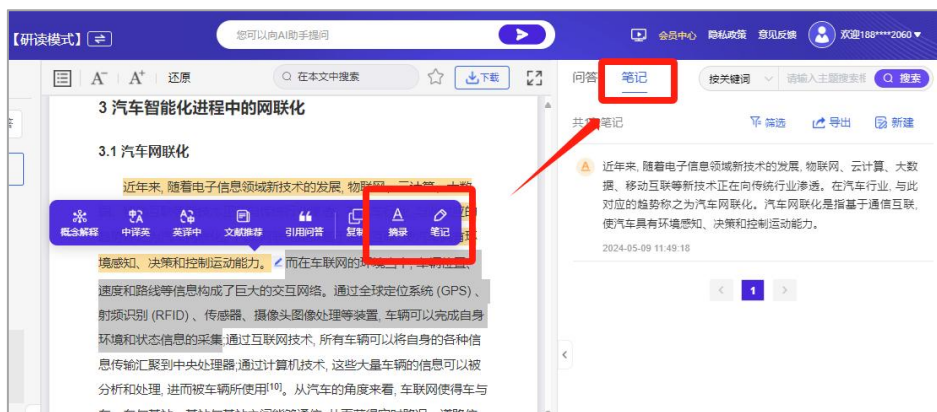 【研读模式】
您可以向AI助手提问
会员中心 隐私政策 意见反馈 欢迎188****2060
A⁻ A⁺ 还原 在本文中搜索 下载
问答 笔记 按关键词 搜索
3 汽车智能化进程中的网联化
笔记 筛选 导出 新建
3.1 汽车网联化
近年来, 随着电子信息领域新技术的发展, 物联网、云计算、大数
概念解释 中译英 英译中 文献推荐 引用问答 复制 摘录 笔记
境感知、决策和控制运动能力。而在车联网的环境当中, 车辆位置、
速度和路线等信息构成了巨大的交互网络。通过全球定位系统 (GPS) 、
射频识别 (RFID) 、传感器、摄像头图像处理等装置, 车辆可以完成自身
环境和状态信息的采集;通过互联网技术, 所有车辆可以将自身的各种信
息传输汇聚到中央处理器;通过计算机技术, 这些大量车辆的信息可以被
分析和处理, 进而被车辆所使用[10]。从汽车的角度来看, 车联网使得车与
A 近年来, 随着电子信息领域新技术的发展, 物联网、云计算、大数
据、移动互联等新技术正在向传统行业渗透。在汽车行业, 与此
对应的趋势称之为汽车网联化。汽车网联化是指基于通信互联,
使汽车具有环境感知、决策和控制运动能力。
2024-05-09 11:49:18
1